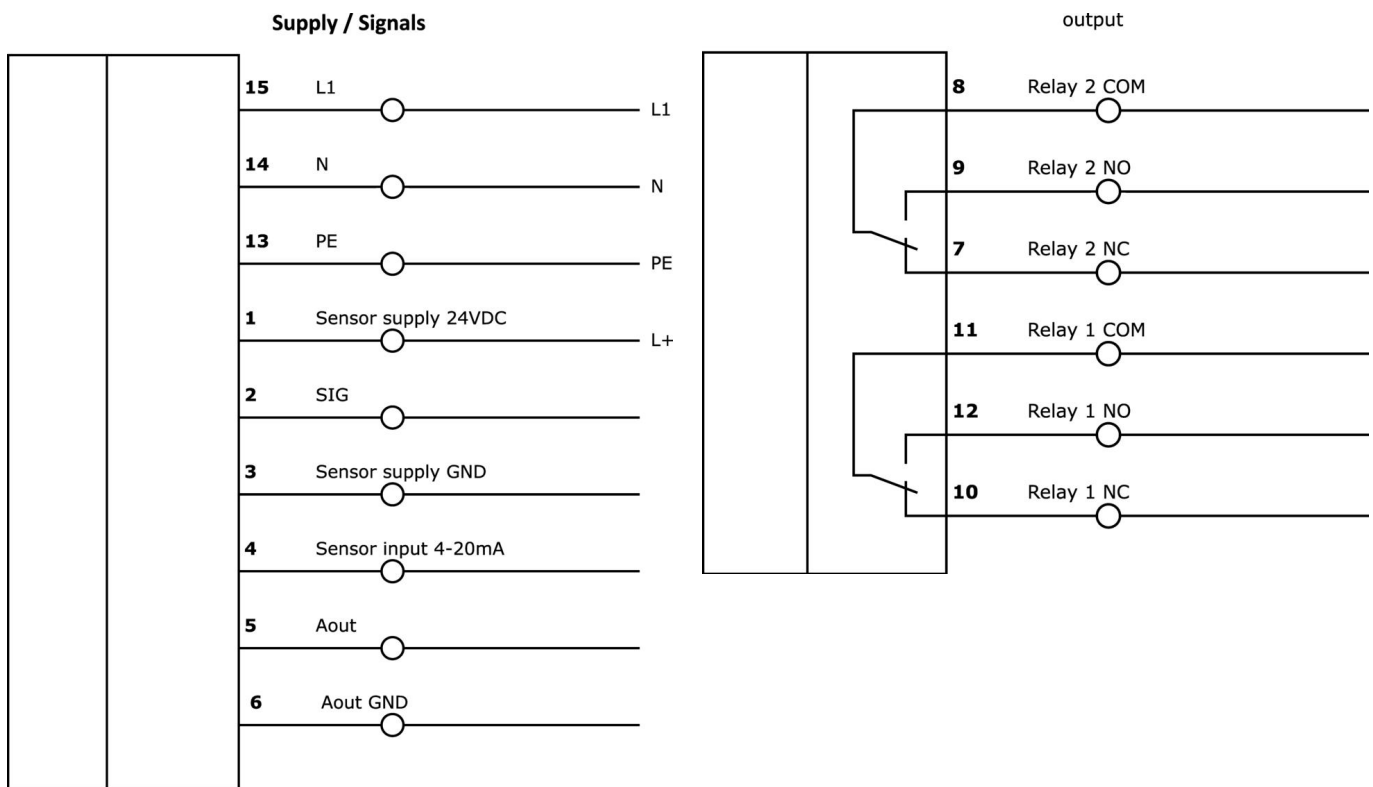 Supply / Signals
15 L1
L1
14 N
N
13 PE
PE
1 Sensor supply 24VDC
L+
2 SIG
3 Sensor supply GND
4 Sensor input 4-20mA
5 Aout
6 Aout GND
output
8 Relay 2 COM
9 Relay 2 NO
7 Relay 2 NC
11 Relay 1 COM
12 Relay 1 NO
10 Relay 1 NC